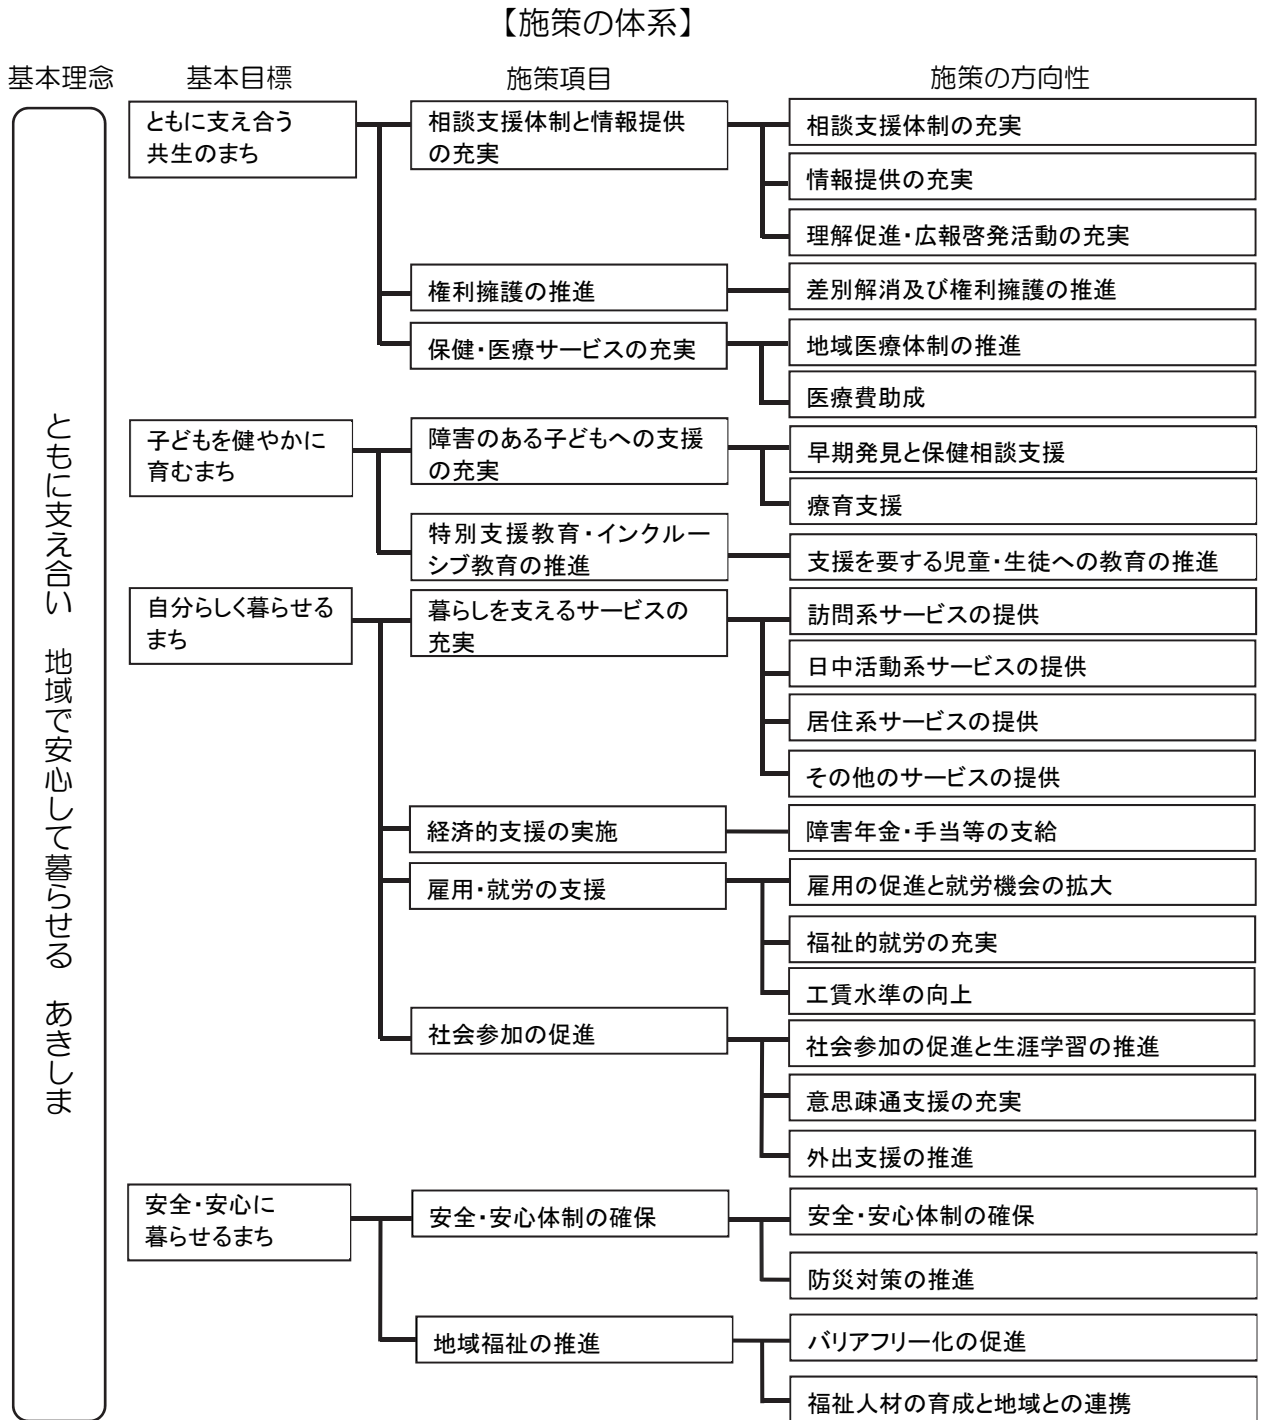 【施策の体系】
基本理念
基本目標
施策項目
施策の方向性
ともに支え合い　地域で安心して暮らせる　あきしま
ともに支え合う
共生のまち
相談支援体制と情報提供
の充実
相談支援体制の充実
情報提供の充実
理解促進・広報啓発活動の充実
権利擁護の推進
差別解消及び権利擁護の推進
保健・医療サービスの充実
地域医療体制の推進
医療費助成
子どもを健やかに
育むまち
障害のある子どもへの支援
の充実
早期発見と保健相談支援
療育支援
特別支援教育・インクルー
シブ教育の推進
支援を要する児童・生徒への教育の推進
自分らしく暮らせる
まち
暮らしを支えるサービスの
充実
訪問系サービスの提供
日中活動系サービスの提供
居住系サービスの提供
その他のサービスの提供
経済的支援の実施
障害年金・手当等の支給
雇用・就労の支援
雇用の促進と就労機会の拡大
福祉的就労の充実
工賃水準の向上
社会参加の促進
社会参加の促進と生涯学習の推進
意思疎通支援の充実
外出支援の推進
安全・安心に
暮らせるまち
安全・安心体制の確保
安全・安心体制の確保
防災対策の推進
地域福祉の推進
バリアフリー化の促進
福祉人材の育成と地域との連携